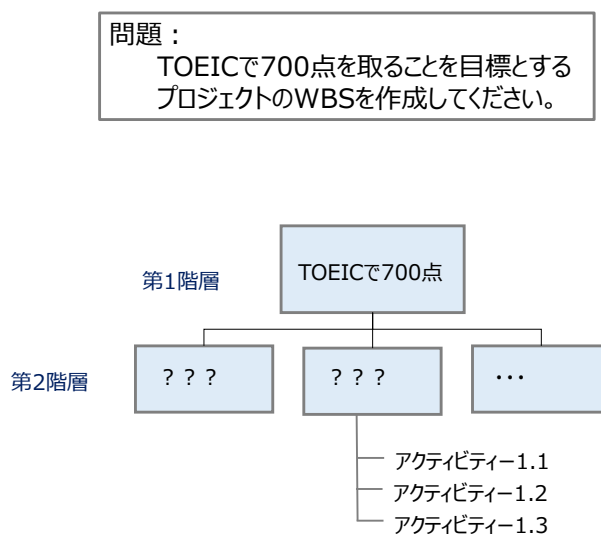 問題：
TOEICで700点を取ることを目標とする
プロジェクトのWBSを作成してください。
第1階層
TOEICで700点
第2階層
？？？
？？？
・・・
アクティビティー1.1
アクティビティー1.2
アクティビティー1.3